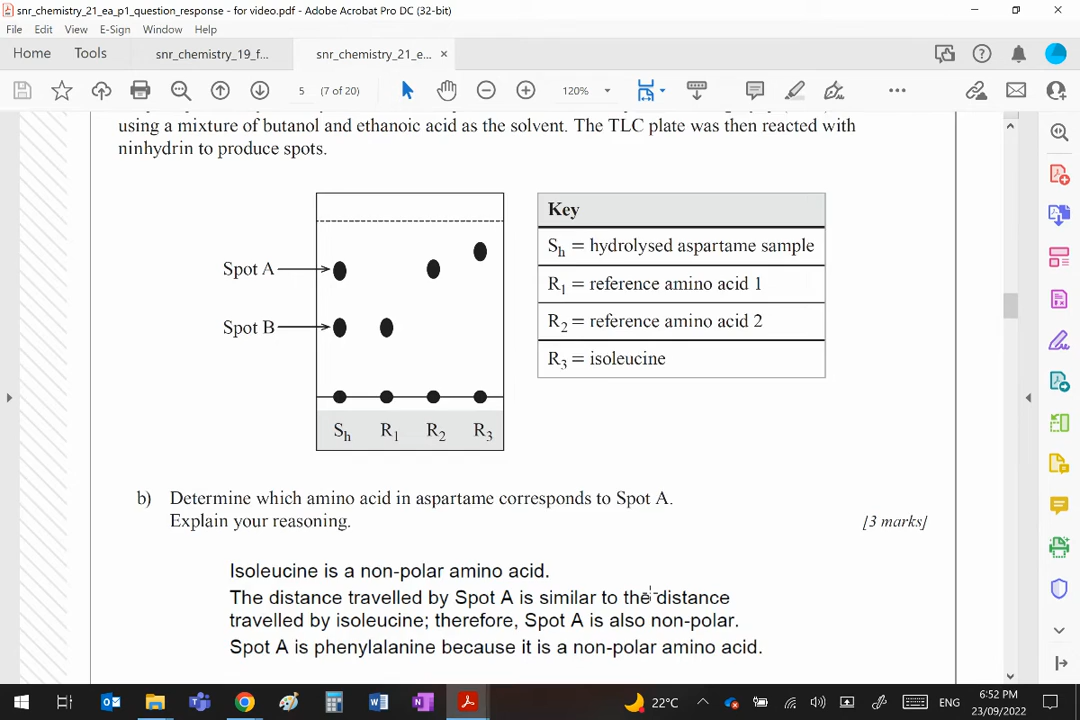 snr_chemistry_21_ea_p1_question_response - for video.pdf - Adobe Acrobat Pro DC (32-bit)
File Edit View E-Sign Window Help
Home Tools snr_chemistry_19_f... snr_chemistry_21_e... ×
5 (7 of 20) 120%
using a mixture of butanol and ethanoic acid as the solvent. The TLC plate was then reacted with
ninhydrin to produce spots.
Spot A
Spot B
Sh R1 R2 R3
Key
Sh = hydrolysed aspartame sample
R1 = reference amino acid 1
R2 = reference amino acid 2
R3 = isoleucine
b) Determine which amino acid in aspartame corresponds to Spot A.
Explain your reasoning.
[3 marks]
Isoleucine is a non-polar amino acid.
The distance travelled by Spot A is similar to the distance
travelled by isoleucine; therefore, Spot A is also non-polar.
Spot A is phenylalanine because it is a non-polar amino acid.
22°C ENG 6:52 PM
23/09/2022